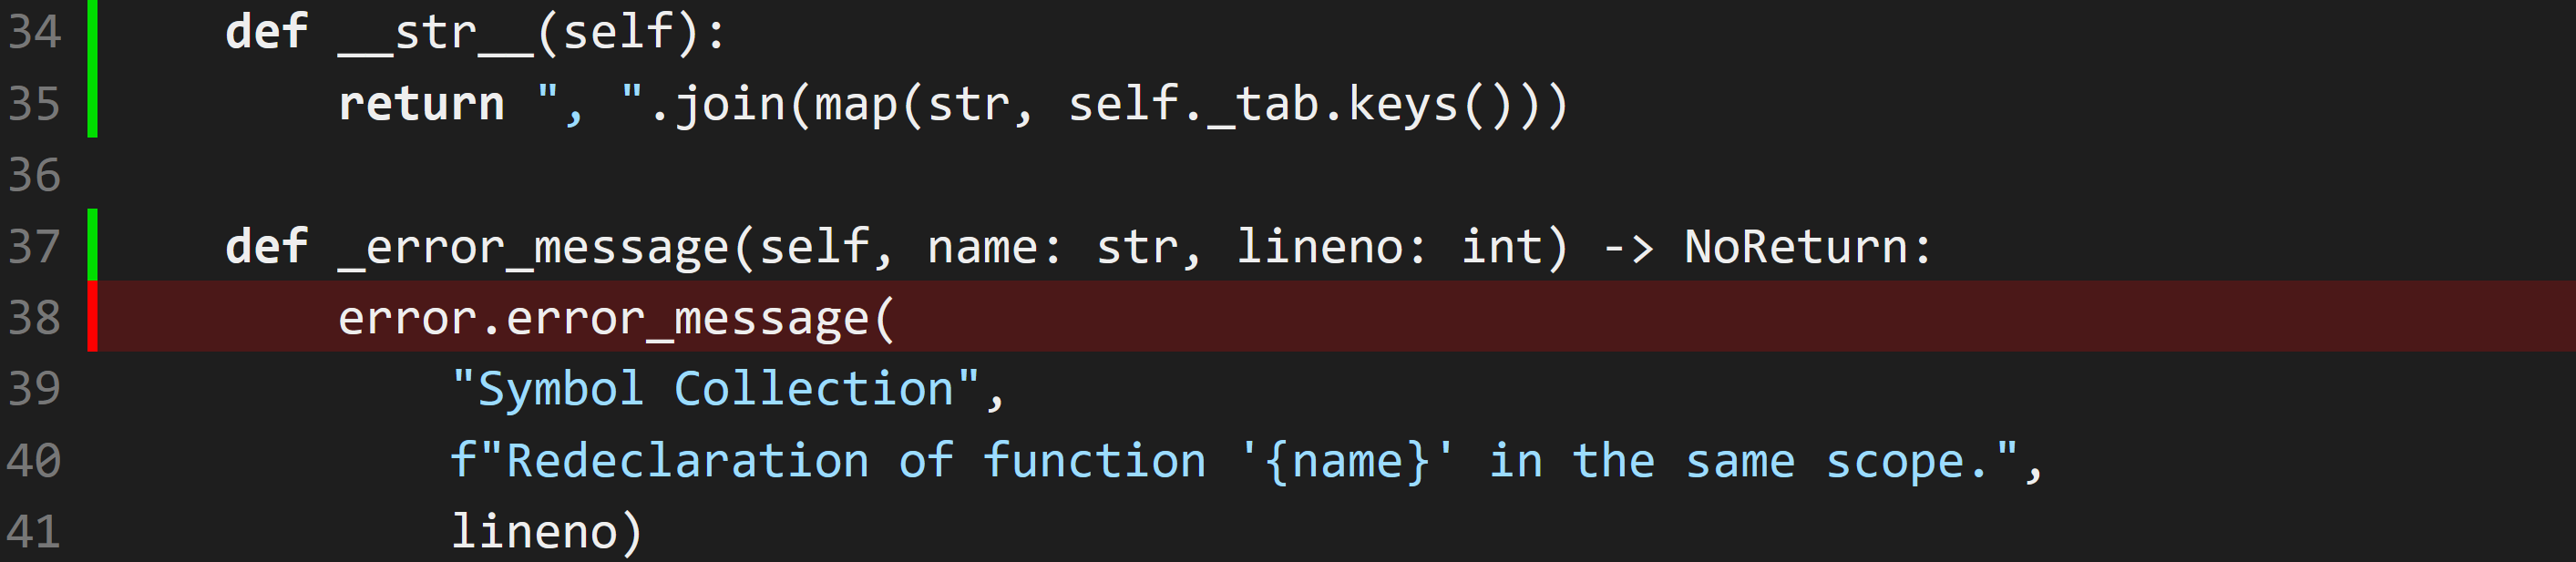 34 def __str__(self):
35 return ", ".join(map(str, self._tab.keys()))
36
37 def _error_message(self, name: str, lineno: int) -> NoReturn:
38 error.error_message(
39 "Symbol Collection",
40 f"Redeclaration of function '{name}' in the same scope.",
41 lineno)